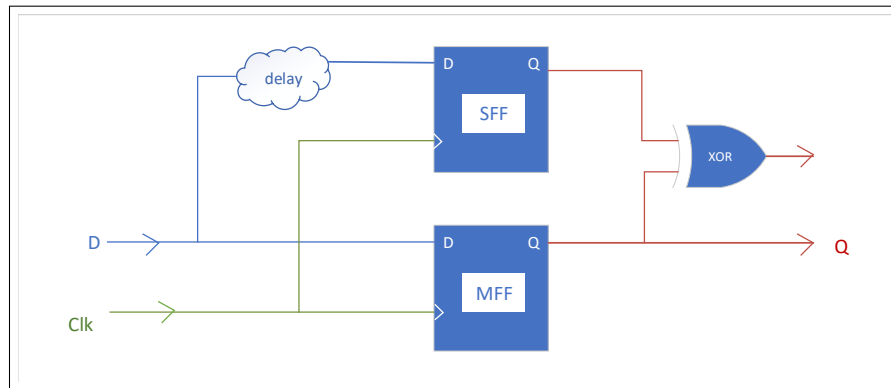 delay
D Q
SFF
XOR
D
D Q
Q
MFF
Clk